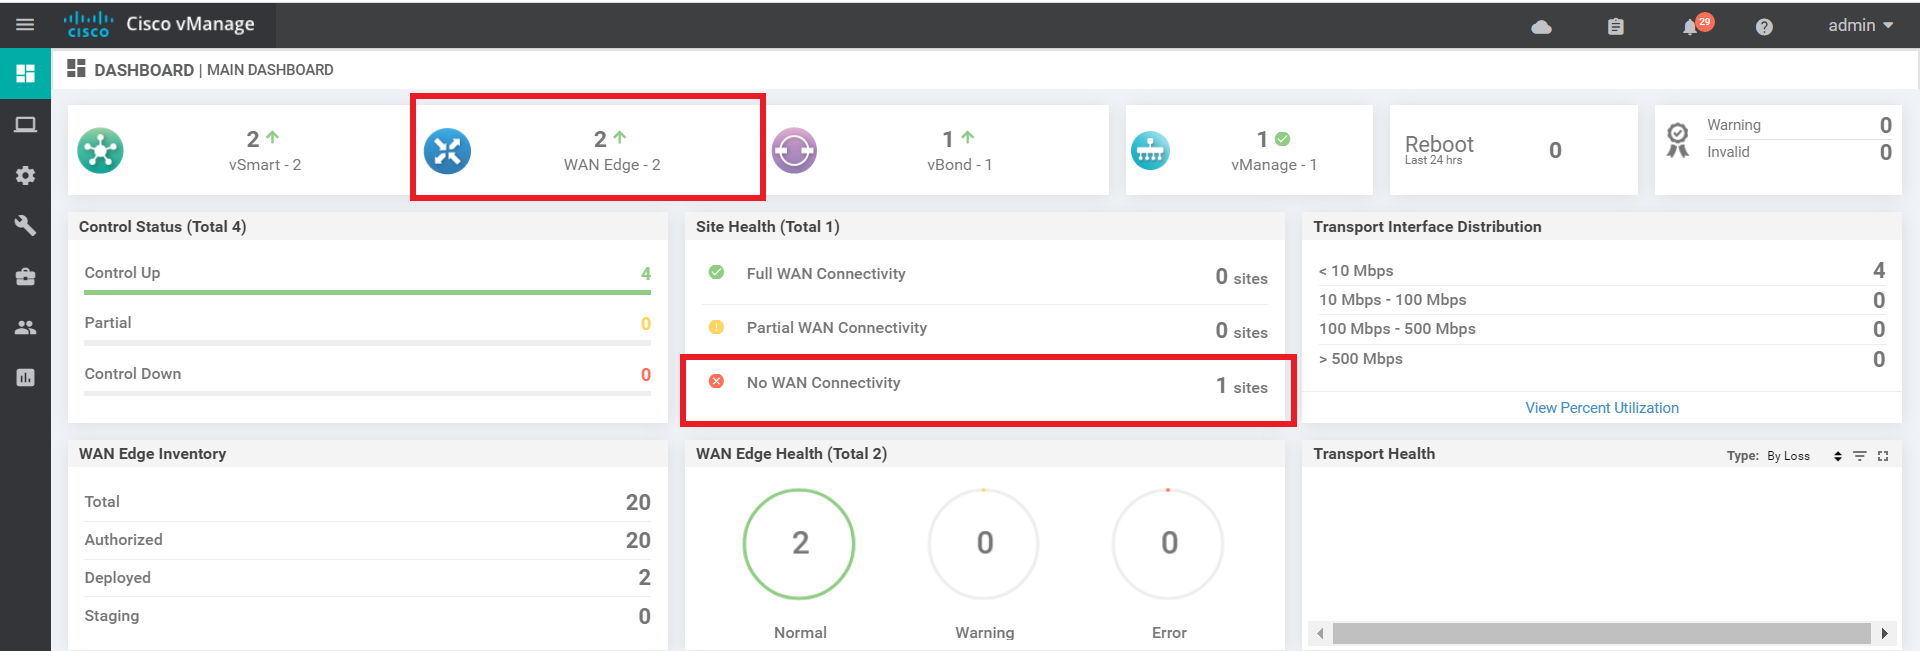 cisco Cisco vManage 29 admin
DASHBOARD | MAIN DASHBOARD
2
vSmart - 2
2
WAN Edge - 2
1
vBond - 1
1
vManage - 1
Reboot
Last 24 hrs
0
Warning 0
Invalid 0
Control Status (Total 4)
Control Up 4
Partial 0
Control Down 0
Site Health (Total 1)
Full WAN Connectivity 0 sites
Partial WAN Connectivity 0 sites
No WAN Connectivity 1 sites
Transport Interface Distribution
< 10 Mbps 4
10 Mbps - 100 Mbps 0
100 Mbps - 500 Mbps 0
> 500 Mbps 0
View Percent Utilization
WAN Edge Inventory
Total 20
Authorized 20
Deployed 2
Staging 0
WAN Edge Health (Total 2)
2 0 0
Normal Warning Error
Transport Health Type: By Loss